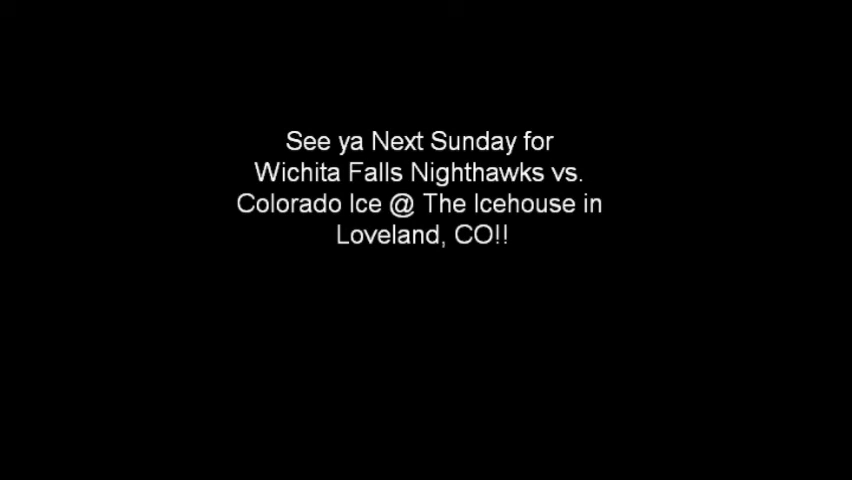 See ya Next Sunday for
Wichita Falls Nighthawks vs.
Colorado Ice @ The Icehouse in
Loveland, CO!!